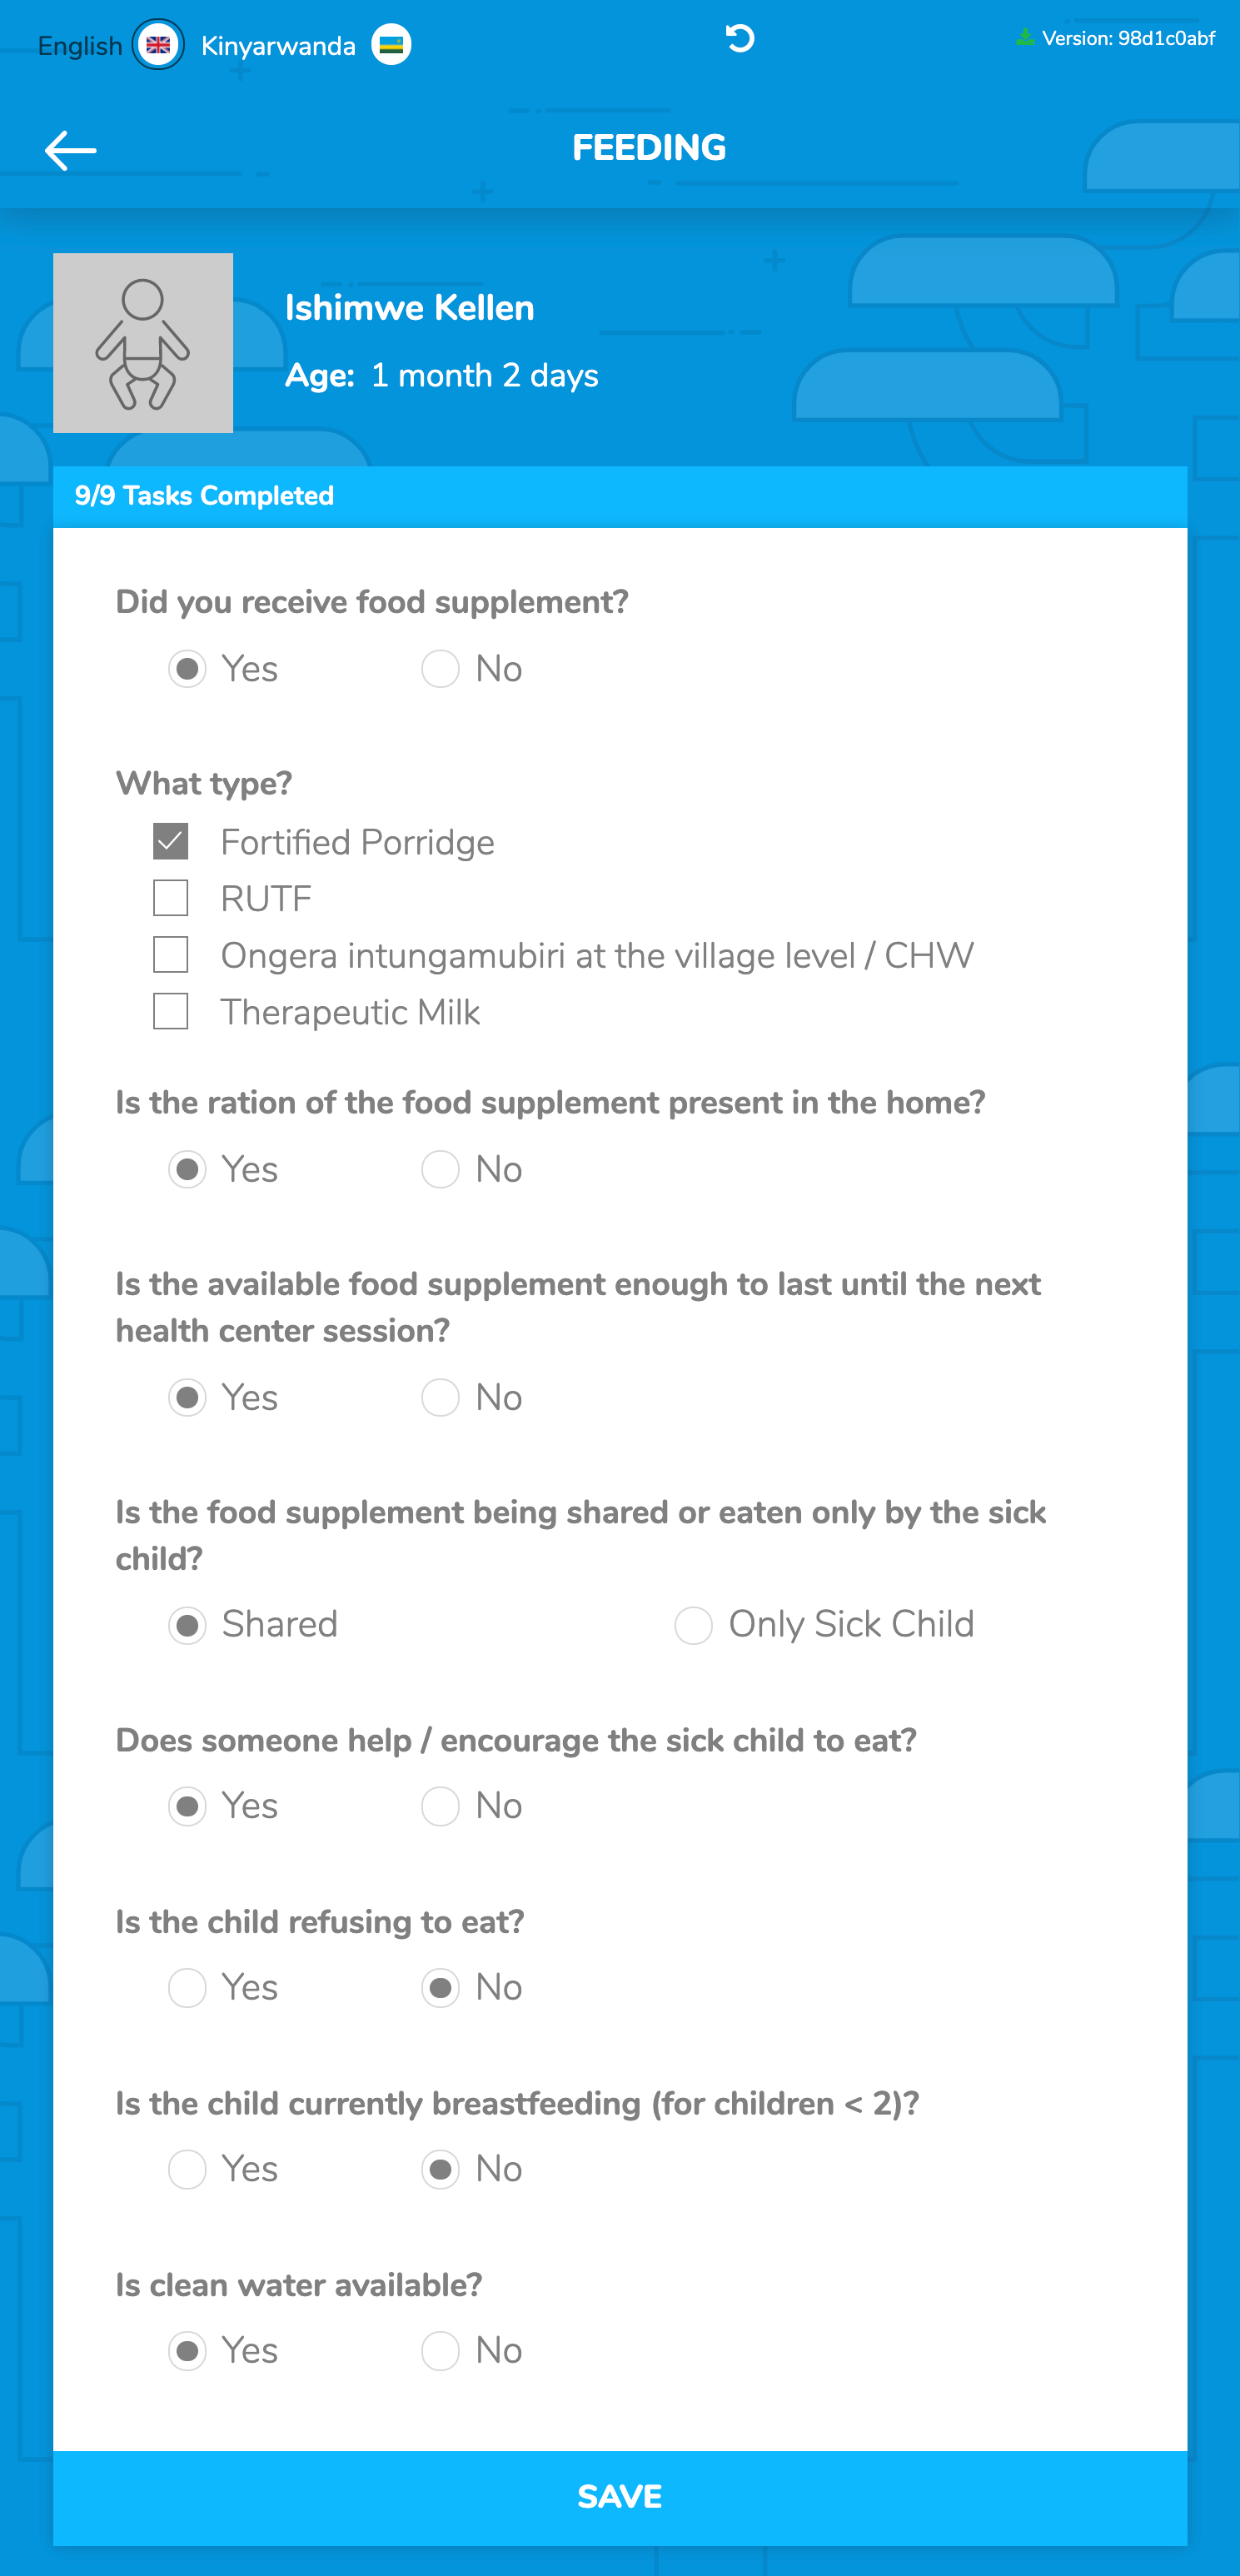 English Kinyarwanda Version: 98d1c0abf
FEEDING
Ishimwe Kellen
Age: 1 month 2 days
9/9 Tasks Completed
Did you receive food supplement?
Yes No
What type?
Fortified Porridge
RUTF
Ongera intungamubiri at the village level / CHW
Therapeutic Milk
Is the ration of the food supplement present in the home?
Yes No
Is the available food supplement enough to last until the next
health center session?
Yes No
Is the food supplement being shared or eaten only by the sick
child?
Shared Only Sick Child
Does someone help / encourage the sick child to eat?
Yes No
Is the child refusing to eat?
Yes No
Is the child currently breastfeeding (for children < 2)?
Yes No
Is clean water available?
Yes No
SAVE